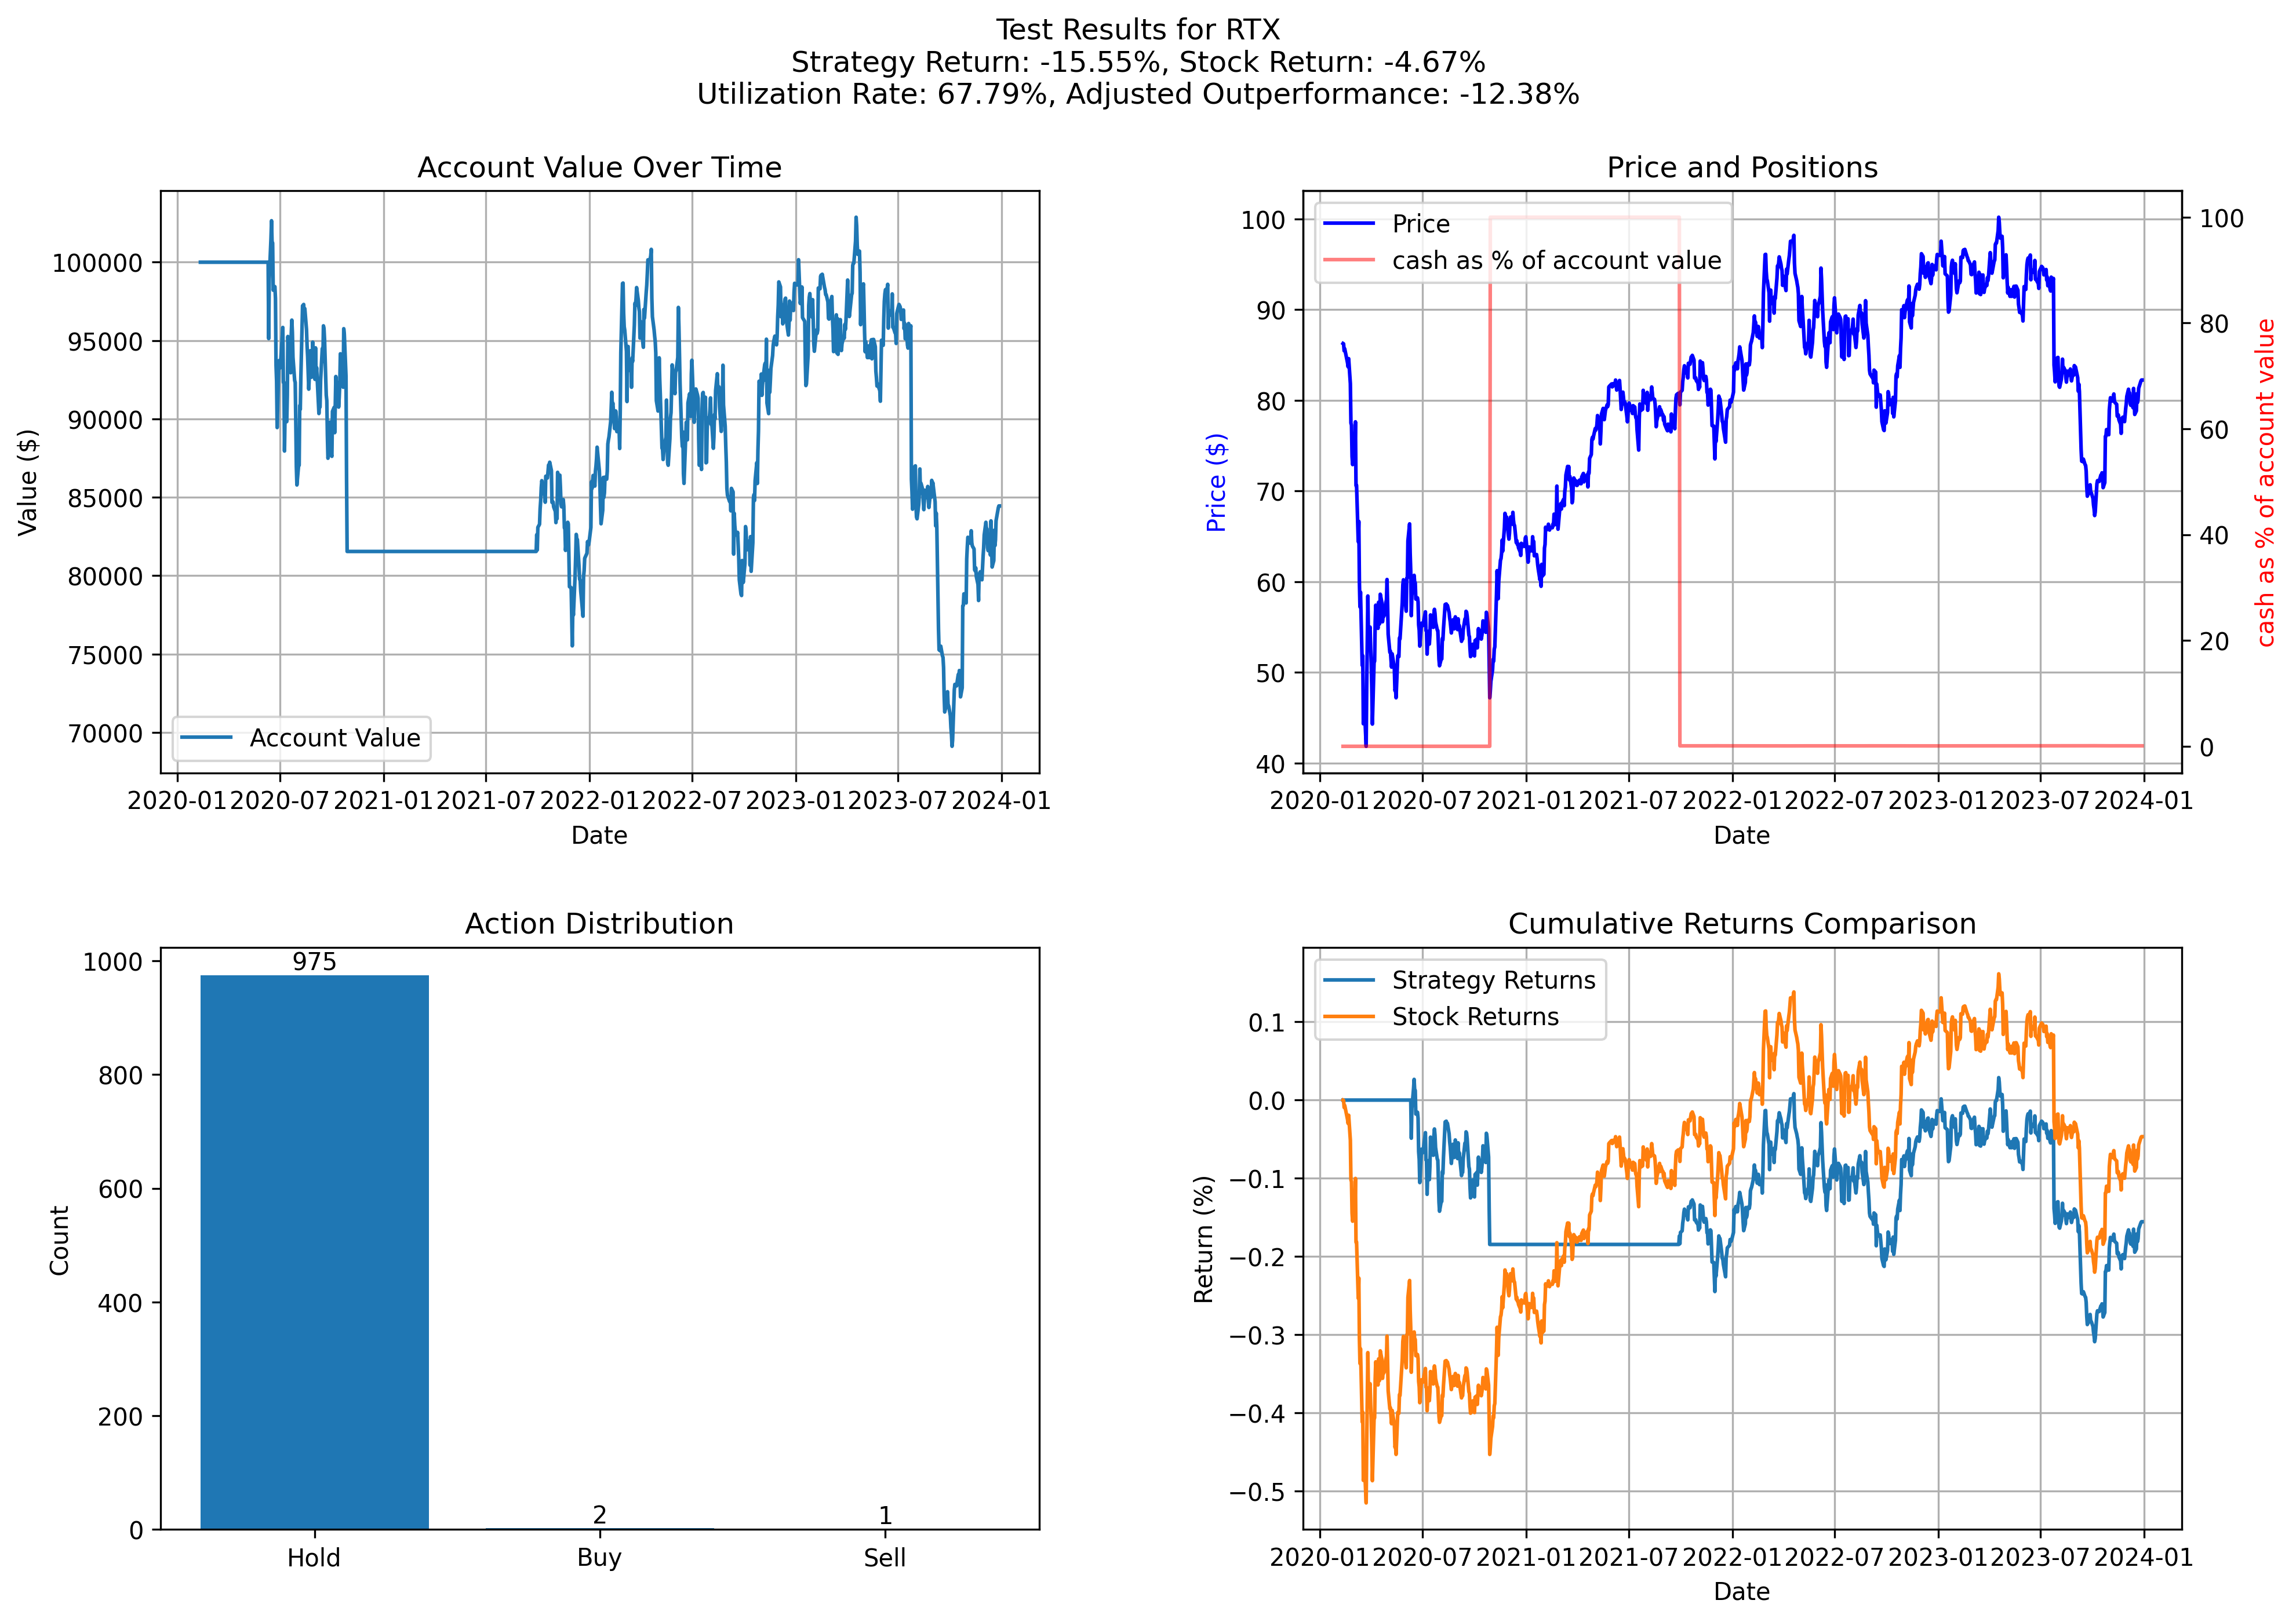 Test Results for RTX
Strategy Return: -15.55%, Stock Return: -4.67%
Utilization Rate: 67.79%, Adjusted Outperformance: -12.38%
Account Value Over Time
Value ($)
100000
95000
90000
85000
80000
75000
70000
Account Value
2020-01 2020-07 2021-01 2021-07 2022-01 2022-07 2023-01 2023-07 2024-01
Date
Price and Positions
Price ($)
100
90
80
70
60
50
40
Price
cash as % of account value
100
80
60
40
20
0
cash as % of account value
2020-01 2020-07 2021-01 2021-07 2022-01 2022-07 2023-01 2023-07 2024-01
Date
Action Distribution
Count
1000
800
600
400
200
0
975
2
1
Hold Buy Sell
Cumulative Returns Comparison
Return (%)
0.1
0.0
−0.1
−0.2
−0.3
−0.4
−0.5
Strategy Returns
Stock Returns
2020-01 2020-07 2021-01 2021-07 2022-01 2022-07 2023-01 2023-07 2024-01
Date